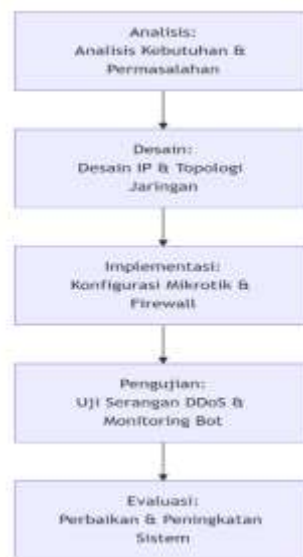 Analisis:
Analisis Kebutuhan &
Permasalahan
Desain:
Desain IP & Topologi
Jaringan
Implementasi:
Konfigurasi Mikrotik &
Firewall
Pengujian:
Uji Serangan DDoS &
Monitoring Bot
Evaluasi:
Perbaikan & Peningkatan
Sistem